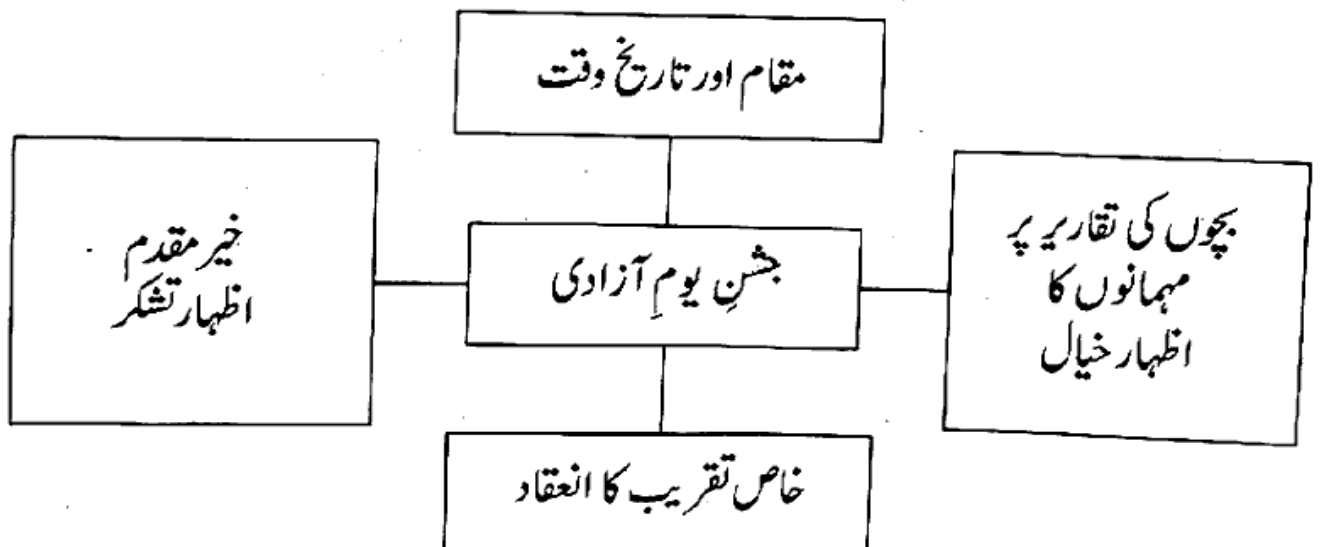 مقام اور تاریخ وقت
بچوں کی تقاریر پر
مہمانوں کا
اظہار خیال
جشنِ یومِ آزادی
خیر مقدم
اظہار تشکر
خاص تقریب کا انعقاد